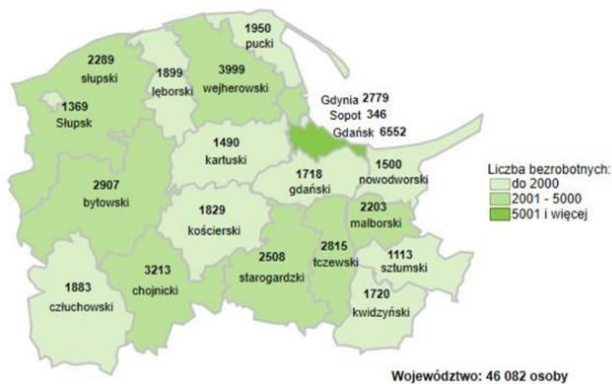 1950
pucki
2289
słupski
1899
lęborski
3999
wejherowski
1369
Słupsk
Gdynia 2779
Sopot 346
Gdańsk 6552
1490
kartuski
1718
gdański
1500
nowodworski
2907
bytowski
1829
kościerski
2203
malborski
2508
starogardzki
2815
tczewski
1113
sztumski
3213
chojnicki
1883
człuchowski
1720
kwidzyński
Liczba bezrobotnych:
do 2000
2001 - 5000
5001 i więcej
Województwo: 46 082 osoby